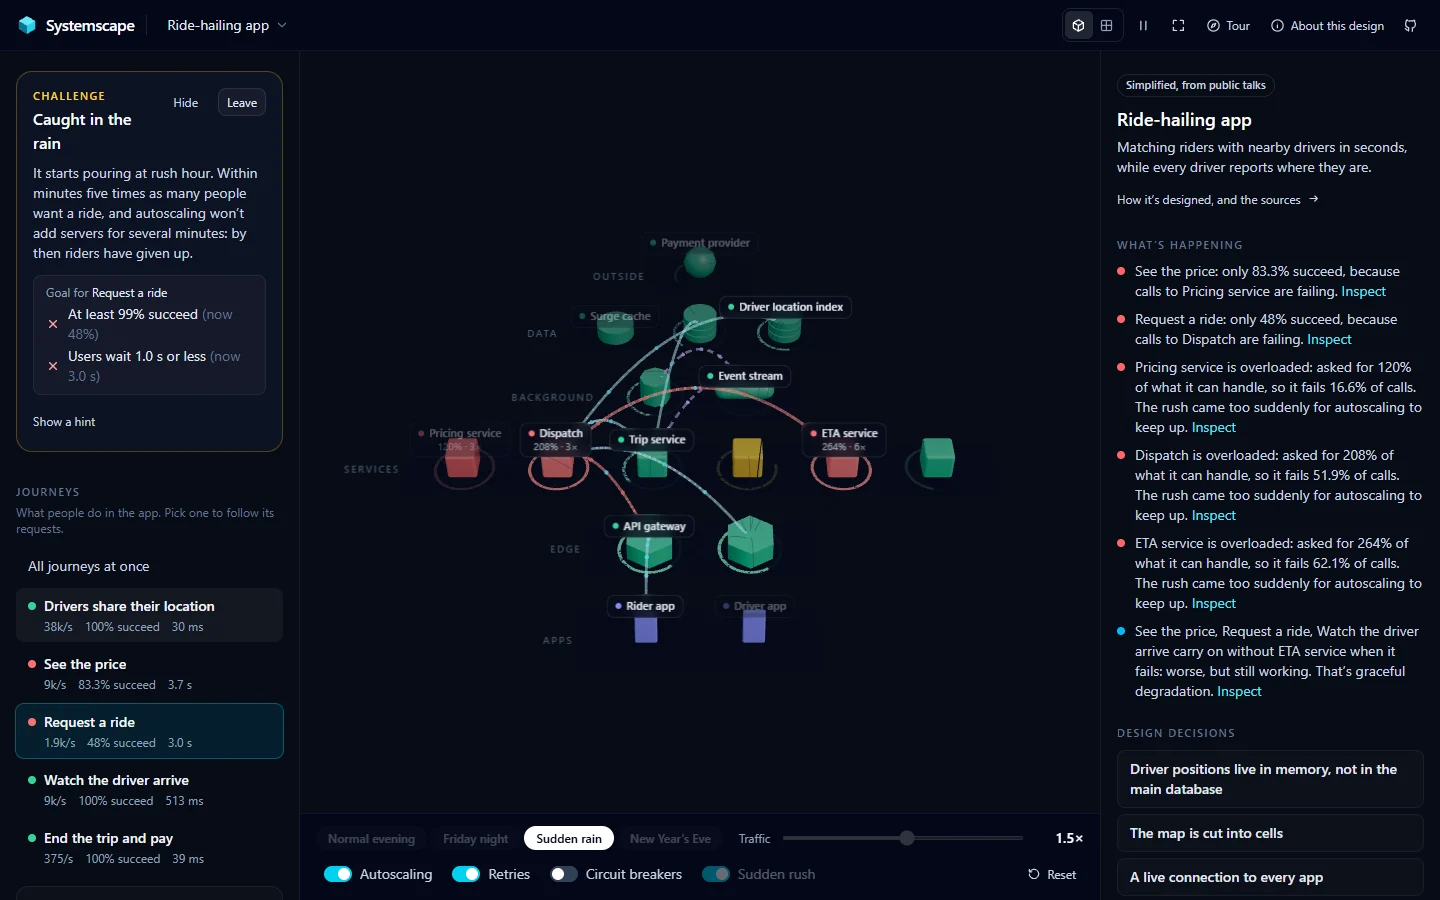 Systemscape
Ride-hailing app
Tour
About this design
CHALLENGE
Hide
Leave
Caught in the
rain
It starts pouring at rush hour. Within
minutes five times as many people
want a ride, and autoscaling won't
add servers for several minutes: by
then riders have given up.
Goal for Request a ride
At least 99% succeed (now
48%)
Users wait 1.0 s or less (now
3.0 s)
Show a hint
JOURNEYS
What people do in the app. Pick one to follow its
requests.
All journeys at once
Drivers share their location
38k/s 100% succeed 30 ms
See the price
9k/s 83.3% succeed 3.7 s
Request a ride
1.9k/s 48% succeed 3.0 s
Watch the driver arrive
9k/s 100% succeed 513 ms
End the trip and pay
375/s 100% succeed 39 ms
Payment provider
OUTSIDE
Driver location index
Surge cache
DATA
Event stream
BACKGROUND
Pricing service
120% · 3
Dispatch
208% · 3×
Trip service
ETA service
264% · 6×
SERVICES
API gateway
EDGE
Rider app
Driver app
APPS
Normal evening
Friday night
Sudden rain
New Year's Eve
Traffic
1.5×
Autoscaling
Retries
Circuit breakers
Sudden rush
Reset
Simplified, from public talks
Ride-hailing app
Matching riders with nearby drivers in seconds,
while every driver reports where they are.
How it's designed, and the sources →
WHAT'S HAPPENING
See the price: only 83.3% succeed, because
calls to Pricing service are failing. Inspect
Request a ride: only 48% succeed, because
calls to Dispatch are failing. Inspect
Pricing service is overloaded: asked for 120%
of what it can handle, so it fails 16.6% of calls.
The rush came too suddenly for autoscaling to
keep up. Inspect
Dispatch is overloaded: asked for 208% of
what it can handle, so it fails 51.9% of calls.
The rush came too suddenly for autoscaling to
keep up. Inspect
ETA service is overloaded: asked for 264% of
what it can handle, so it fails 62.1% of calls.
The rush came too suddenly for autoscaling to
keep up. Inspect
See the price, Request a ride, Watch the driver
arrive carry on without ETA service when it
fails: worse, but still working. That's graceful
degradation. Inspect
DESIGN DECISIONS
Driver positions live in memory, not in the
main database
The map is cut into cells
A live connection to every app